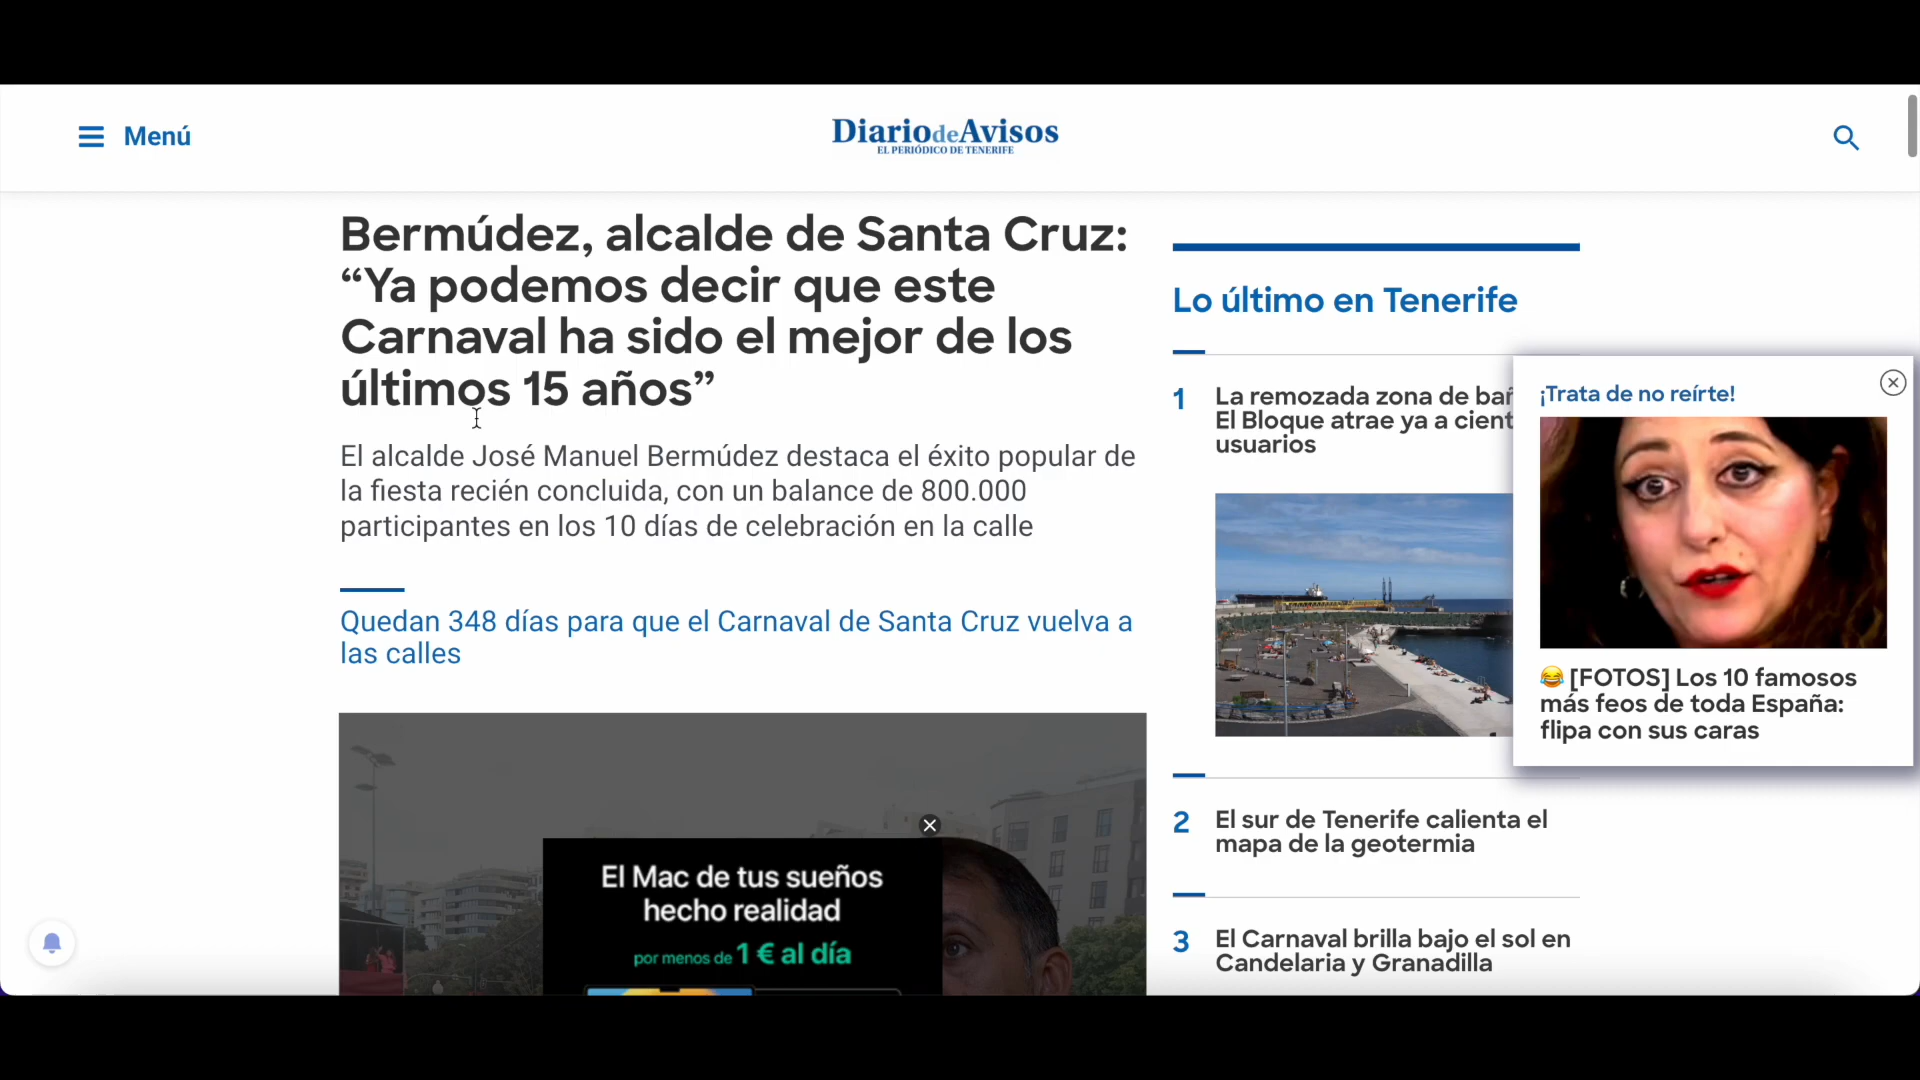 Menú
DiariodeAvisos
EL PERIÓDICO DE TENERIFE
Bermúdez, alcalde de Santa Cruz:
“Ya podemos decir que este
Carnaval ha sido el mejor de los
últimos 15 años”
El alcalde José Manuel Bermúdez destaca el éxito popular de
la fiesta recién concluida, con un balance de 800.000
participantes en los 10 días de celebración en la calle
Quedan 348 días para que el Carnaval de Santa Cruz vuelva a
las calles
El Mac de tus sueños
hecho realidad
por menos de 1 € al día
Lo último en Tenerife
1 La remozada zona de
El Bloque atrae ya a
usuarios
2 El sur de Tenerife calienta el
mapa de la geotermia
3 El Carnaval brilla bajo el sol en
Candelaria y Granadilla
¡Trata de no reírte!
😂 [FOTOS] Los 10 famosos
más feos de toda España:
flipa con sus caras